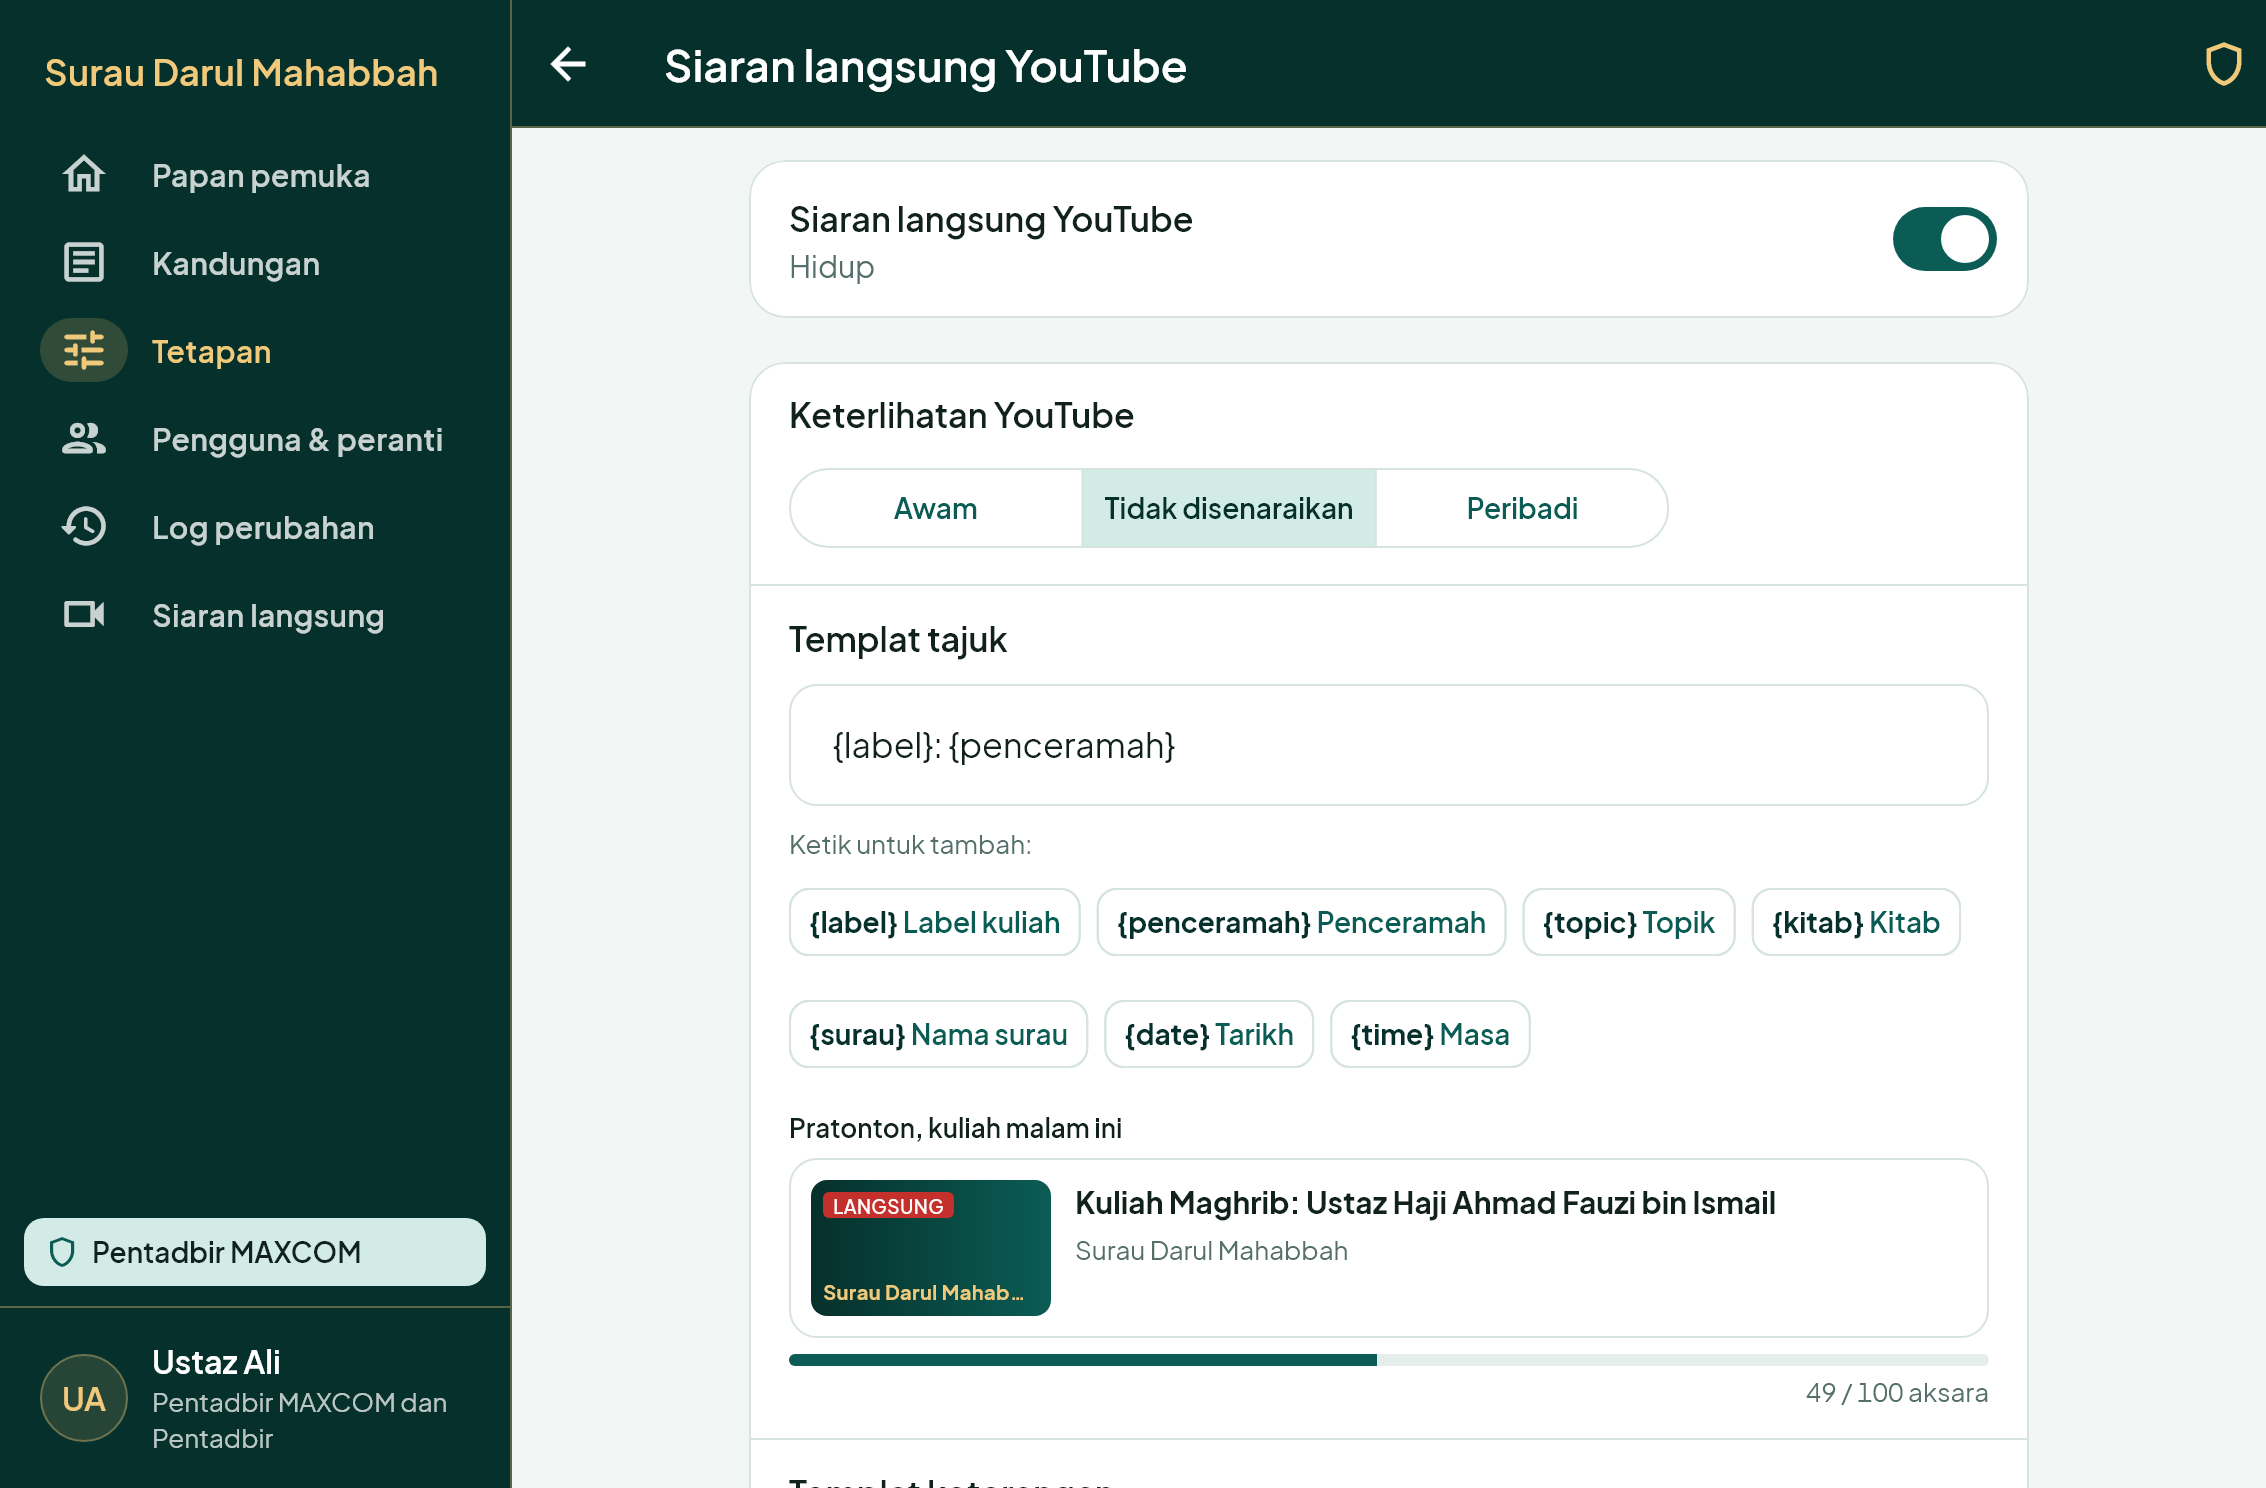 Surau Darul Mahabbah
Papan pemuka
Kandungan
Tetapan
Pengguna & peranti
Log perubahan
Siaran langsung
Pentadbir MAXCOM
UA
Ustaz Ali
Pentadbir MAXCOM dan
Pentadbir
Siaran langsung YouTube
Siaran langsung YouTube
Hidup
Keterlihatan YouTube
Awam
Tidak disenaraikan
Peribadi
Templat tajuk
{label}: {penceramah}
Ketik untuk tambah:
{label} Label kuliah
{penceramah} Penceramah
{topic} Topik
{kitab} Kitab
{surau} Nama surau
{date} Tarikh
{time} Masa
Pratonton, kuliah malam ini
LANGSUNG
Surau Darul Mahab…
Kuliah Maghrib: Ustaz Haji Ahmad Fauzi bin Ismail
Surau Darul Mahabbah
49 / 100 aksara
Templat keterangan